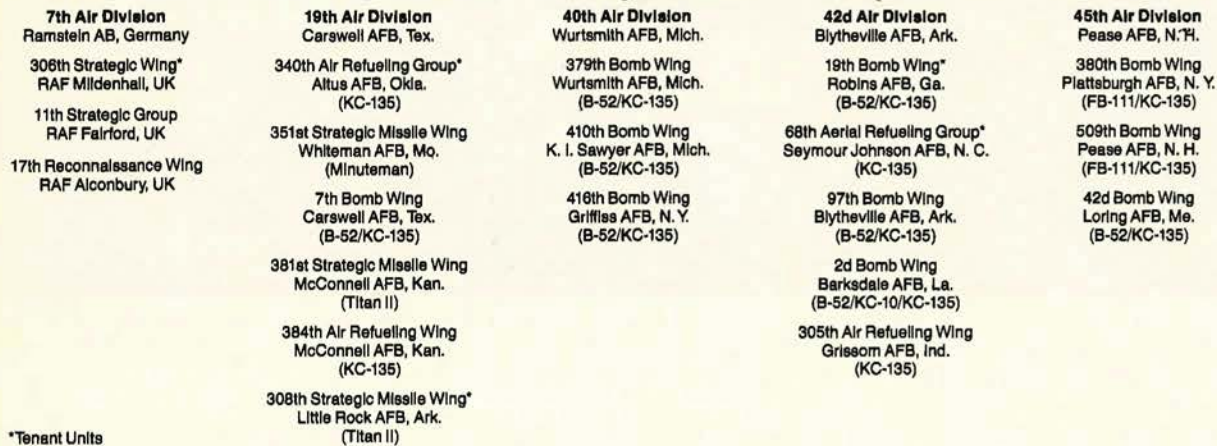 7th Air Division
Ramstein AB, Germany
306th Strategic Wing*
RAF Mildenhall, UK
11th Strategic Group
RAF Fairford, UK
17th Reconnaissance Wing
RAF Alconbury, UK
19th Air Division
Carswell AFB, Tex.
340th Air Refueling Group*
Altus AFB, Okla.
(KC-135)
351st Strategic Missile Wing
Whiteman AFB, Mo.
(Minuteman)
7th Bomb Wing
Carswell AFB, Tex.
(B-52/KC-135)
381st Strategic Missile Wing
McConnell AFB, Kan.
(Titan II)
384th Air Refueling Wing
McConnell AFB, Kan.
(KC-135)
308th Strategic Missile Wing*
Little Rock AFB, Ark.
(Titan II)
40th Air Division
Wurtsmith AFB, Mich.
379th Bomb Wing
Wurtsmith AFB, Mich.
(B-52/KC-135)
410th Bomb Wing
K. I. Sawyer AFB, Mich.
(B-52/KC-135)
416th Bomb Wing
Griffiss AFB, N. Y.
(B-52/KC-135)
42d Air Division
Blytheville AFB, Ark.
19th Bomb Wing*
Robins AFB, Ga.
(B-52/KC-135)
68th Aerial Refueling Group*
Seymour Johnson AFB, N. C.
(KC-135)
97th Bomb Wing
Blytheville AFB, Ark.
(B-52/KC-135)
2d Bomb Wing
Barksdale AFB, La.
(B-52/KC-10/KC-135)
305th Air Refueling Wing
Grissom AFB, Ind.
(KC-135)
45th Air Division
Pease AFB, N. H.
380th Bomb Wing
Plattsburgh AFB, N. Y.
(FB-111/KC-135)
509th Bomb Wing
Pease AFB, N. H.
(FB-111/KC-135)
42d Bomb Wing
Loring AFB, Me.
(B-52/KC-135)
*Tenant Units